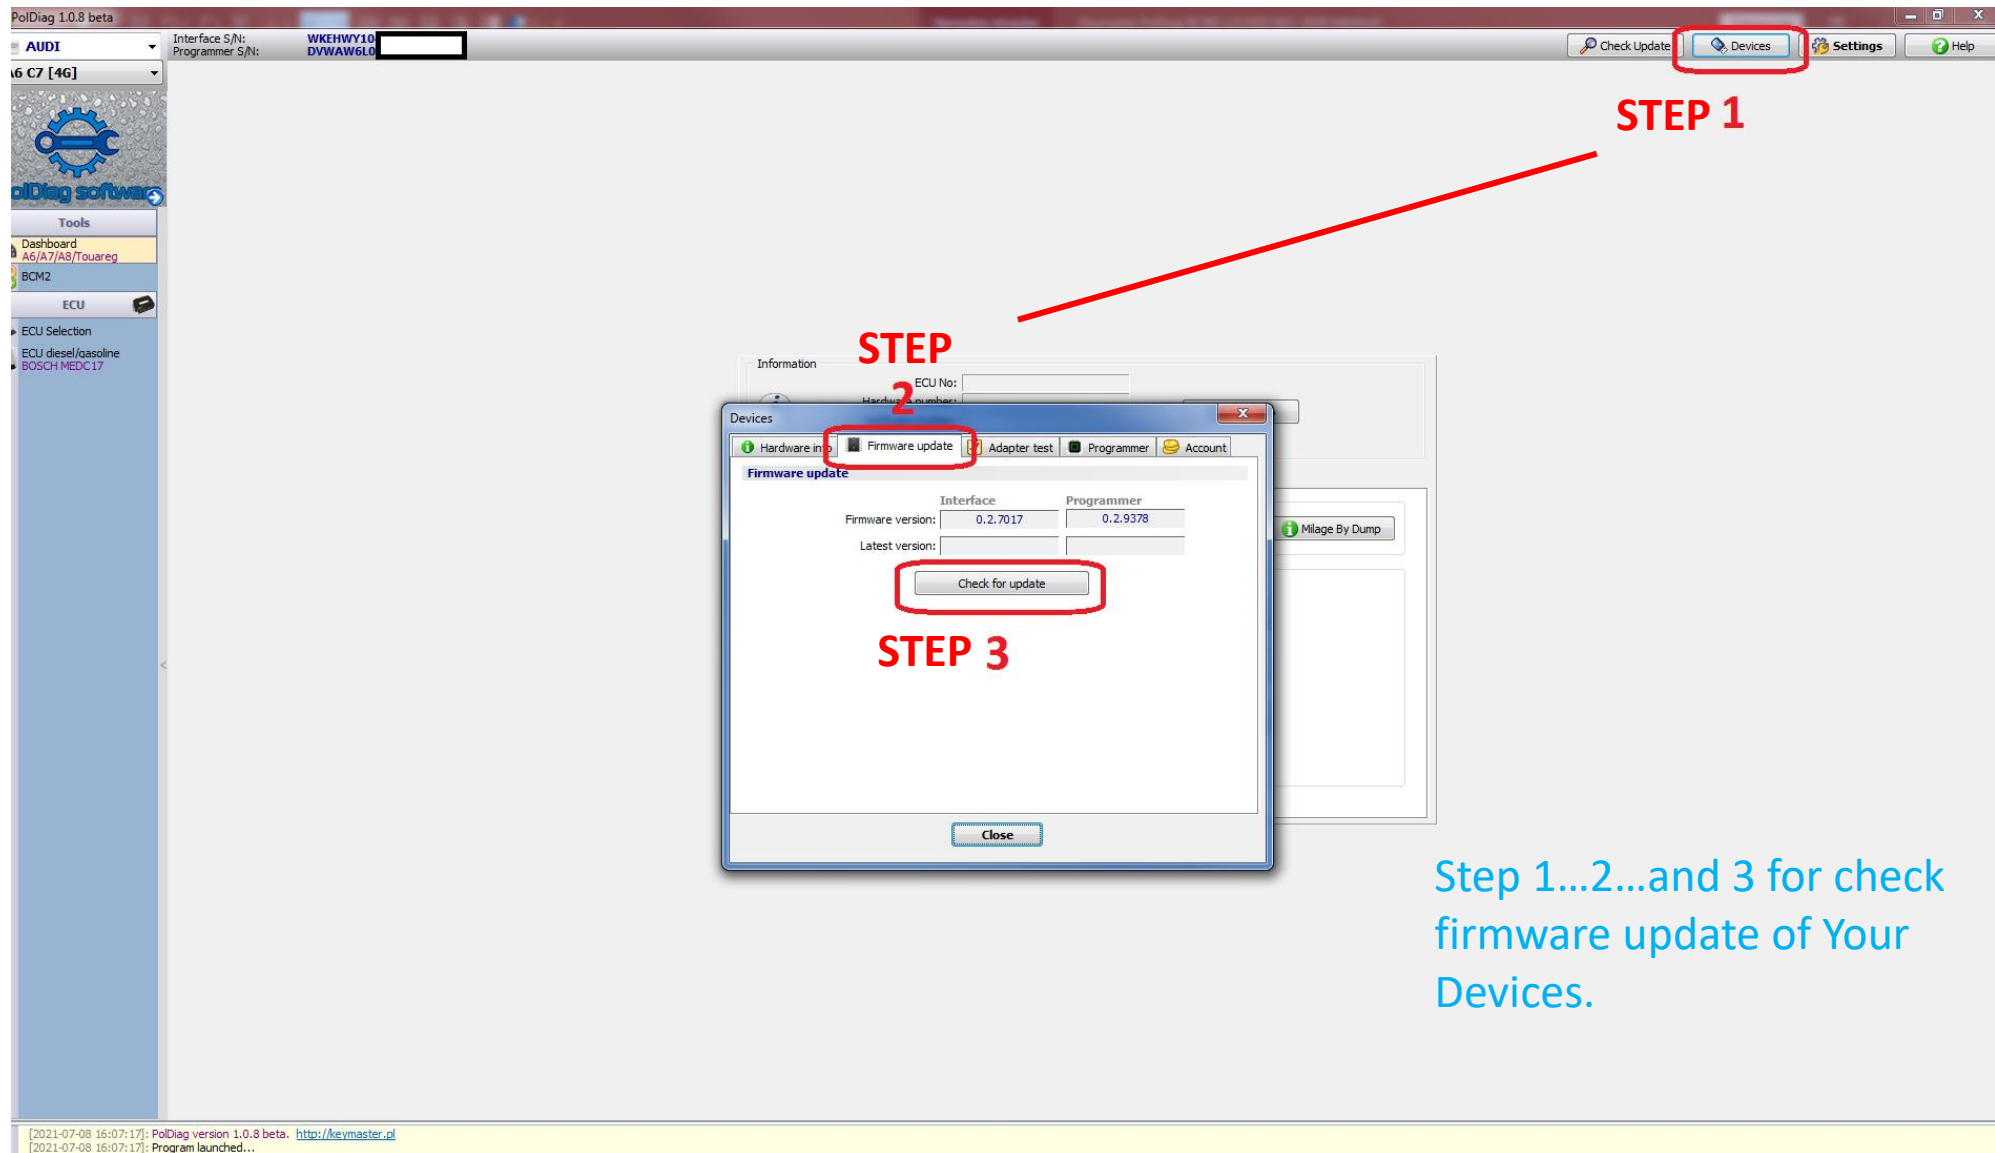 PolDiag 1.0.8 beta
AUDI
Interface S/N: WKEHWY10
Programmer S/N: DVWAW6L0
Check Update
Devices
Settings
Help
A6 C7 [4G]
STEP 1
Tools
Dashboard
A6/A7/A8/Touareg
BCM2
ECU
ECU Selection
ECU diesel/gasoline
BOSCH MEDC17
STEP
2
Information
ECU No:
Hardware number:
Devices
Hardware info
Firmware update
Adapter test
Programmer
Account
Firmware update
Interface Programmer
Firmware version: 0.2.7017 0.2.9378
Latest version:
Check for update
Milage By Dump
STEP 3
Close
Step 1...2...and 3 for check
firmware update of Your
Devices.
[2021-07-08 16:07:17]: PolDiag version 1.0.8 beta. http://keymaster.pl
[2021-07-08 16:07:17]: Program launched...